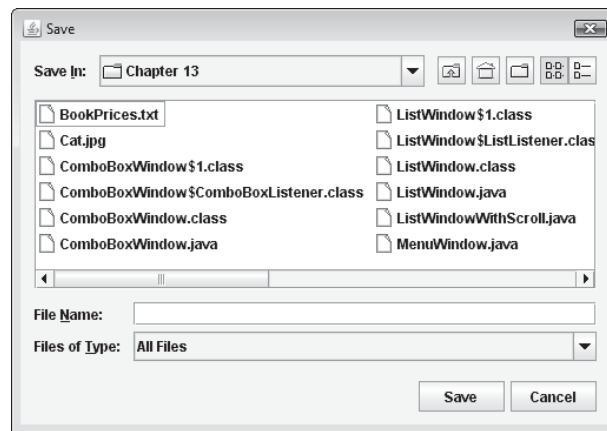 Save
Save In: Chapter 13
BookPrices.txt
Cat.jpg
ComboBoxWindow$1.class
ComboBoxWindow$ComboBoxListener.class
ComboBoxWindow.class
ComboBoxWindow.java
ListWindow$1.class
ListWindow$ListListener.clas
ListWindow.class
ListWindow.java
ListWindowWithScroll.java
MenuWindow.java
File Name:
Files of Type: All Files
Save Cancel